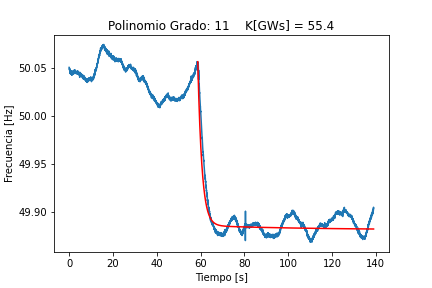 Polinomio Grado: 11 K[GWs] = 55.4
Frecuencia [Hz]
50.05
50.00
49.95
49.90
0 20 40 60 80 100 120 140
Tiempo [s]